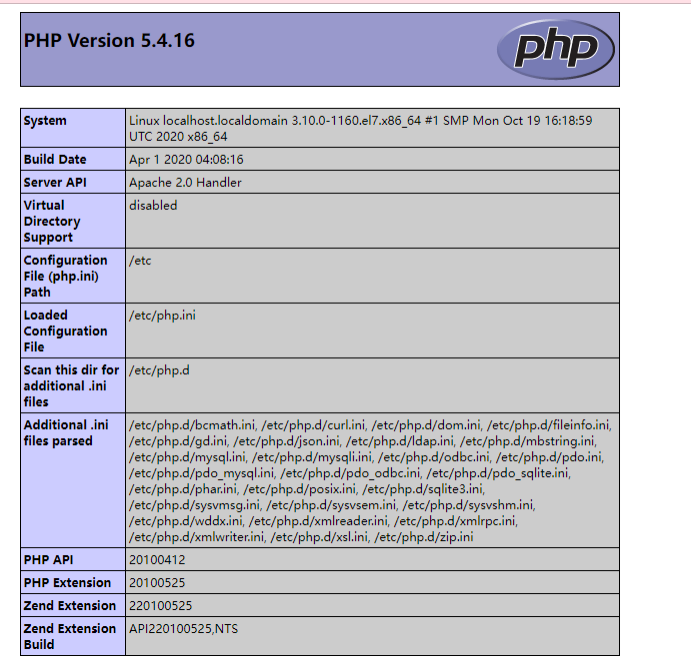 PHP Version 5.4.16
php
System
Linux localhost.localdomain 3.10.0-1160.el7.x86_64 #1 SMP Mon Oct 19 16:18:59
UTC 2020 x86_64
Build Date
Apr 1 2020 04:08:16
Server API
Apache 2.0 Handler
Virtual
Directory
Support
disabled
Configuration
File (php.ini)
Path
/etc
Loaded
Configuration
File
/etc/php.ini
Scan this dir for
additional .ini
files
/etc/php.d
Additional .ini
files parsed
/etc/php.d/bcmath.ini, /etc/php.d/curl.ini, /etc/php.d/dom.ini, /etc/php.d/fileinfo.ini,
/etc/php.d/gd.ini, /etc/php.d/json.ini, /etc/php.d/ldap.ini, /etc/php.d/mbstring.ini,
/etc/php.d/mysql.ini, /etc/php.d/mysqli.ini, /etc/php.d/odbc.ini, /etc/php.d/pdo.ini,
/etc/php.d/pdo_mysql.ini, /etc/php.d/pdo_odbc.ini, /etc/php.d/pdo_sqlite.ini,
/etc/php.d/phar.ini, /etc/php.d/posix.ini, /etc/php.d/sqlite3.ini,
/etc/php.d/sysvmsg.ini, /etc/php.d/sysvsem.ini, /etc/php.d/sysvshm.ini,
/etc/php.d/wddx.ini, /etc/php.d/xmlreader.ini, /etc/php.d/xmlrpc.ini,
/etc/php.d/xmlwriter.ini, /etc/php.d/xsl.ini, /etc/php.d/zip.ini
PHP API
20100412
PHP Extension
20100525
Zend Extension
220100525
Zend Extension
Build
API220100525,NTS